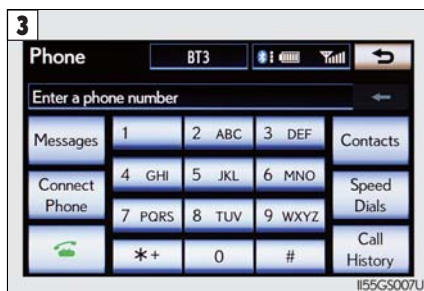 3
Phone BT3
Enter a phone number
Messages 1 2 ABC 3 DEF Contacts
Connect Phone 4 GHI 5 JKL 6 MNO Speed Dials
7 PQRS 8 TUV 9 WXYZ
*+ 0 # Call History
II55GS007U